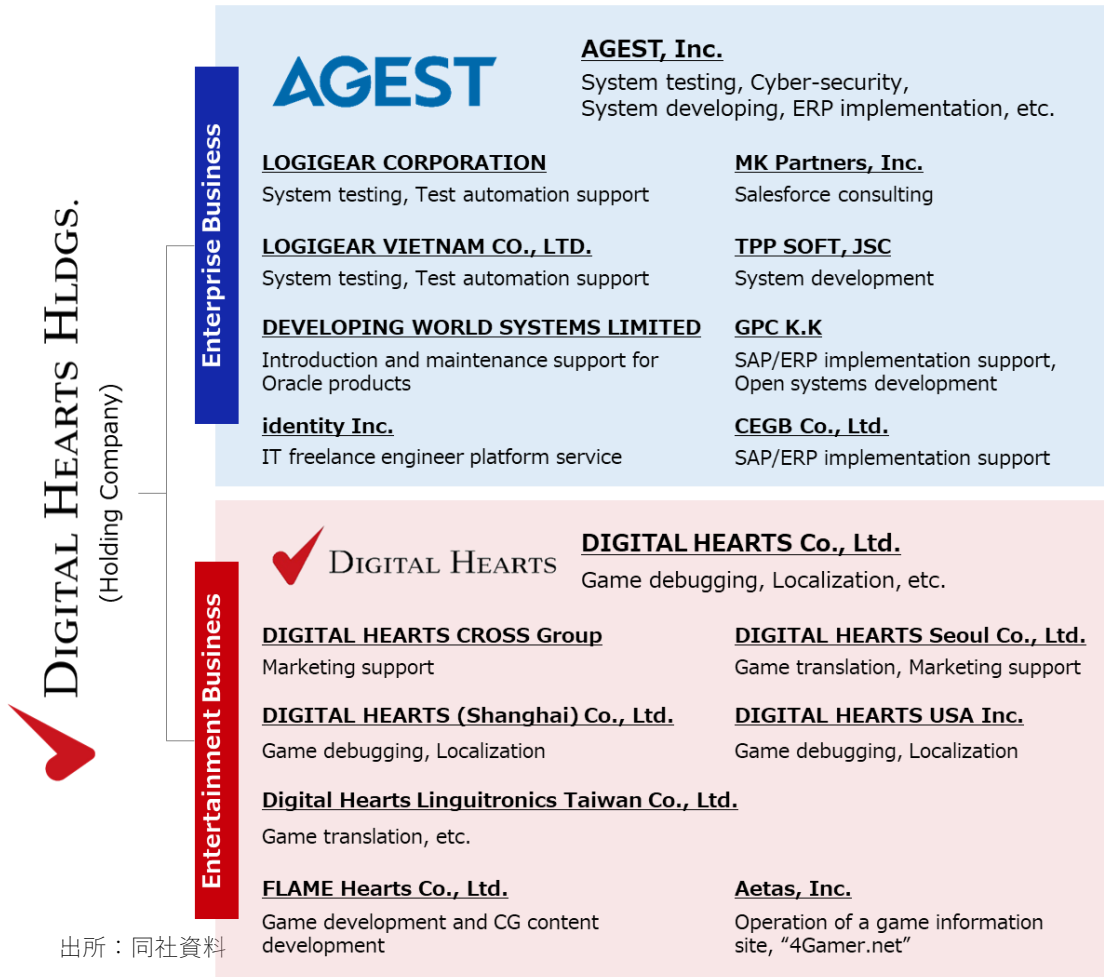 DIGITAL HEARTS HLDGS.
(Holding Company)
Enterprise Business
AGEST
AGEST, Inc.
System testing, Cyber-security,
System developing, ERP implementation, etc.
LOGIGEAR CORPORATION
System testing, Test automation support
MK Partners, Inc.
Salesforce consulting
LOGIGEAR VIETNAM CO., LTD.
System testing, Test automation support
TPP SOFT, JSC
System development
DEVELOPING WORLD SYSTEMS LIMITED
Introduction and maintenance support for
Oracle products
GPC K.K
SAP/ERP implementation support,
Open systems development
identity Inc.
IT freelance engineer platform service
CEGB Co., Ltd.
SAP/ERP implementation support
Entertainment Business
DIGITAL HEARTS
DIGITAL HEARTS Co., Ltd.
Game debugging, Localization, etc.
DIGITAL HEARTS CROSS Group
Marketing support
DIGITAL HEARTS Seoul Co., Ltd.
Game translation, Marketing support
DIGITAL HEARTS (Shanghai) Co., Ltd.
Game debugging, Localization
DIGITAL HEARTS USA Inc.
Game debugging, Localization
Digital Hearts Linguitronics Taiwan Co., Ltd.
Game translation, etc.
FLAME Hearts Co., Ltd.
Game development and CG content
development
Aetas, Inc.
Operation of a game information
site, “4Gamer.net”
出所：同社資料